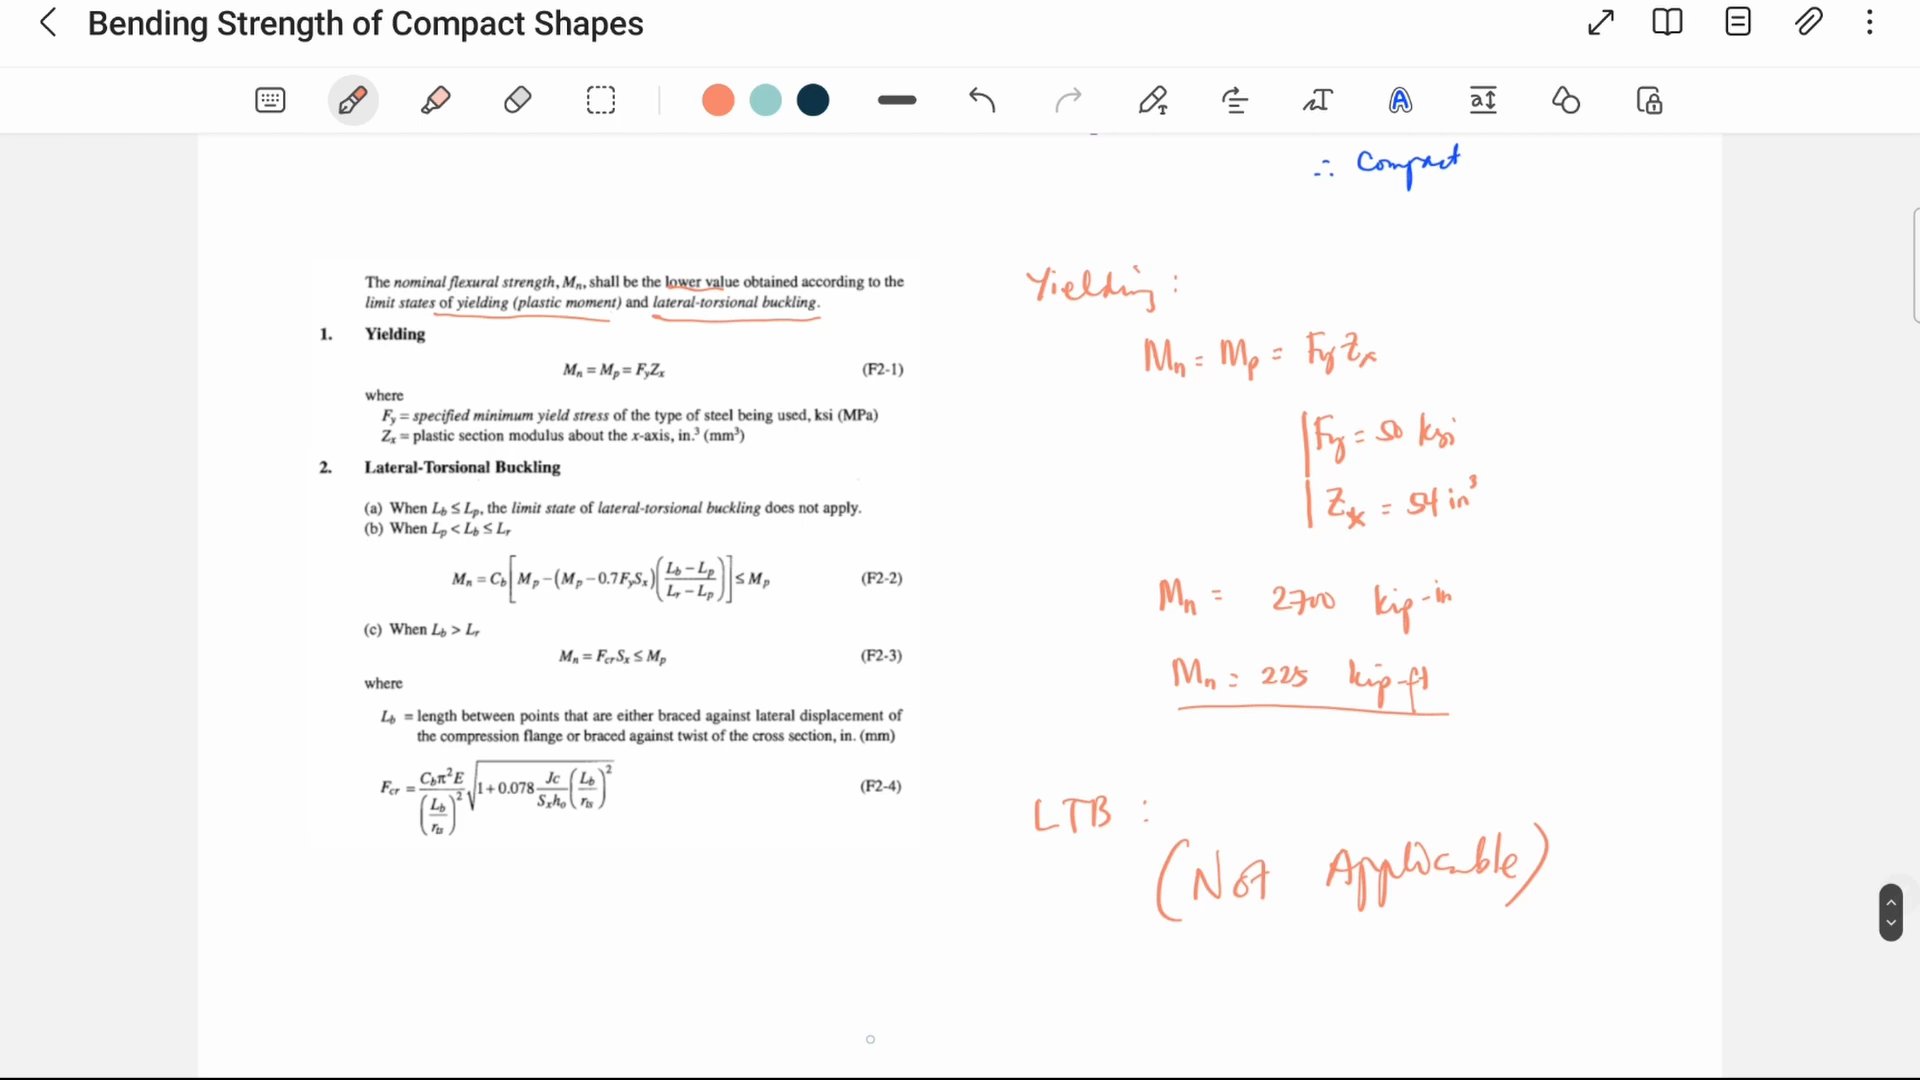 Bending Strength of Compact Shapes
∴ Compact
The nominal flexural strength, Mn, shall be the lower value obtained according to the
limit states of yielding (plastic moment) and lateral-torsional buckling.
1. Yielding
Mn = Mp = FyZx (F2-1)
where
Fy = specified minimum yield stress of the type of steel being used, ksi (MPa)
Zx = plastic section modulus about the x-axis, in.³ (mm³)
2. Lateral-Torsional Buckling
(a) When Lb ≤ Lp, the limit state of lateral-torsional buckling does not apply.
(b) When Lp < Lb ≤ Lr
Mn = Cb[Mp − (Mp − 0.7FySx)((Lb − Lp)/(Lr − Lp))] ≤ Mp (F2-2)
(c) When Lb > Lr
Mn = FcrSx ≤ Mp (F2-3)
where
Lb = length between points that are either braced against lateral displacement of
the compression flange or braced against twist of the cross section, in. (mm)
Fcr = Cbπ²E/(Lb/rts)² √(1 + 0.078 Jc/(Sxho) (Lb/rts)²) (F2-4)
Yielding :
Mn = Mp = FyZx
Fy = 50 ksi
Zx = 54 in³
Mn = 2700 kip-in
Mn = 225 kip-ft
LTB :
(Not Applicable)